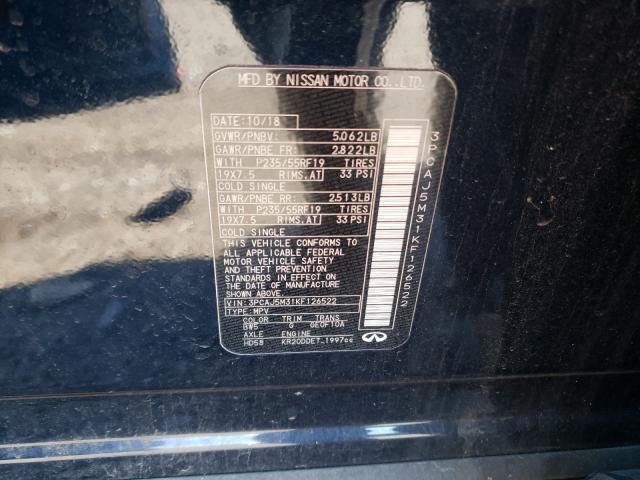 MFD BY NISSAN MOTOR CO.,LTD.
DATE:10/18
GVWR/PNBV: 5.062LB
GAWR/PNBE FR: 2.822LB
WITH P235/55RF19 TIRES
19X7.5 RIMS.AT 33 PSI
COLD SINGLE
GAWR/PNBE RR: 2.513LB
WITH P235/55RF19 TIRES
19X7.5 RIMS.AT 33 PSI
COLD SINGLE
THIS VEHICLE CONFORMS TO
ALL APPLICABLE FEDERAL
MOTOR VEHICLE SAFETY
AND THEFT PREVENTION
STANDARDS IN EFFECT ON
THE DATE OF MANUFACTURE
SHOWN ABOVE.
VIN:3PCAJ5M31KF126522
TYPE:MPV
COLOR TRIM TRANS
BW5 G GE0F10A
AXLE ENGINE
HD58 KR20DDET_1997cc
3PCAJ5M31KF126522